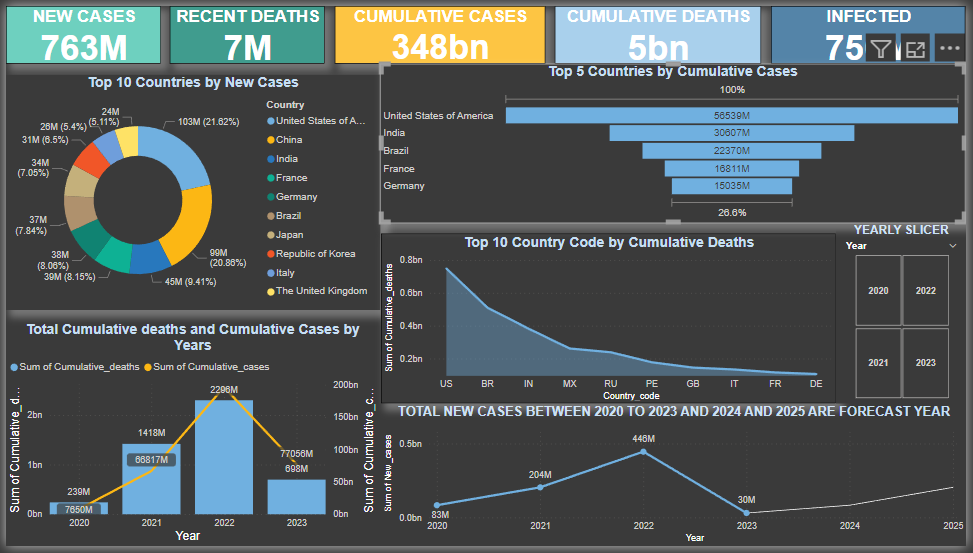 NEW CASES
763M
RECENT DEATHS
7M
CUMULATIVE CASES
348bn
CUMULATIVE DEATHS
5bn
INFECTED
Top 10 Countries by New Cases
103M (21.62%)
99M
(20.86%)
45M (9.41%)
39M (8.15%)
38M
(8.06%)
37M
(7.84%)
34M
(7.05%)
31M (6.5%)
26M (5.4%)
24M
(5.11%)
Country
United States of A...
China
India
France
Germany
Brazil
Japan
Republic of Korea
Italy
The United Kingdom
Top 5 Countries by Cumulative Cases
100%
United States of America 56539M
India 30607M
Brazil 22370M
France 16811M
Germany 15035M
26.6%
Top 10 Country Code by Cumulative Deaths
Sum of Cumulative_deaths
0.8bn
0.6bn
0.4bn
0.2bn
US BR IN MX RU PE GB IT FR DE
Country_code
YEARLY SLICER
Year
2020 2022
2021 2023
Total Cumulative deaths and Cumulative Cases by
Years
Sum of Cumulative_deaths Sum of Cumulative_cases
Sum of Cumulative_d...
2bn
1bn
0bn
239M
7650M
1418M
66817M
2296M
77056M
698M
200bn
150bn
100bn
50bn
0bn
Sum of Cumulative_c...
2020 2021 2022 2023
Year
TOTAL NEW CASES BETWEEN 2020 TO 2023 AND 2024 AND 2025 ARE FORECAST YEAR
Sum of New_cases
0.5bn
0.0bn
83M
204M
446M
30M
2020 2021 2022 2023 2024 2025
Year